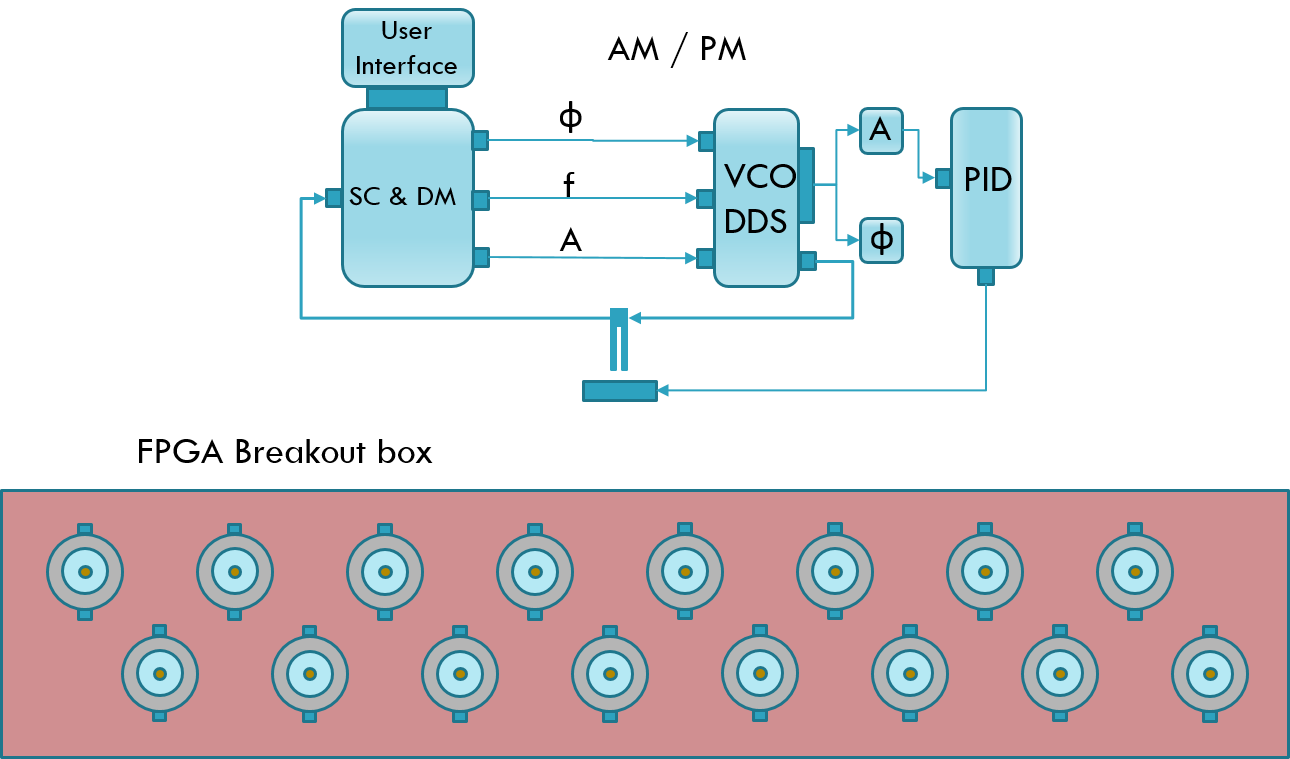 User
Interface
AM / PM
ϕ
A
VCO
SC & DM
f
PID
DDS
A
ϕ
FPGA Breakout box